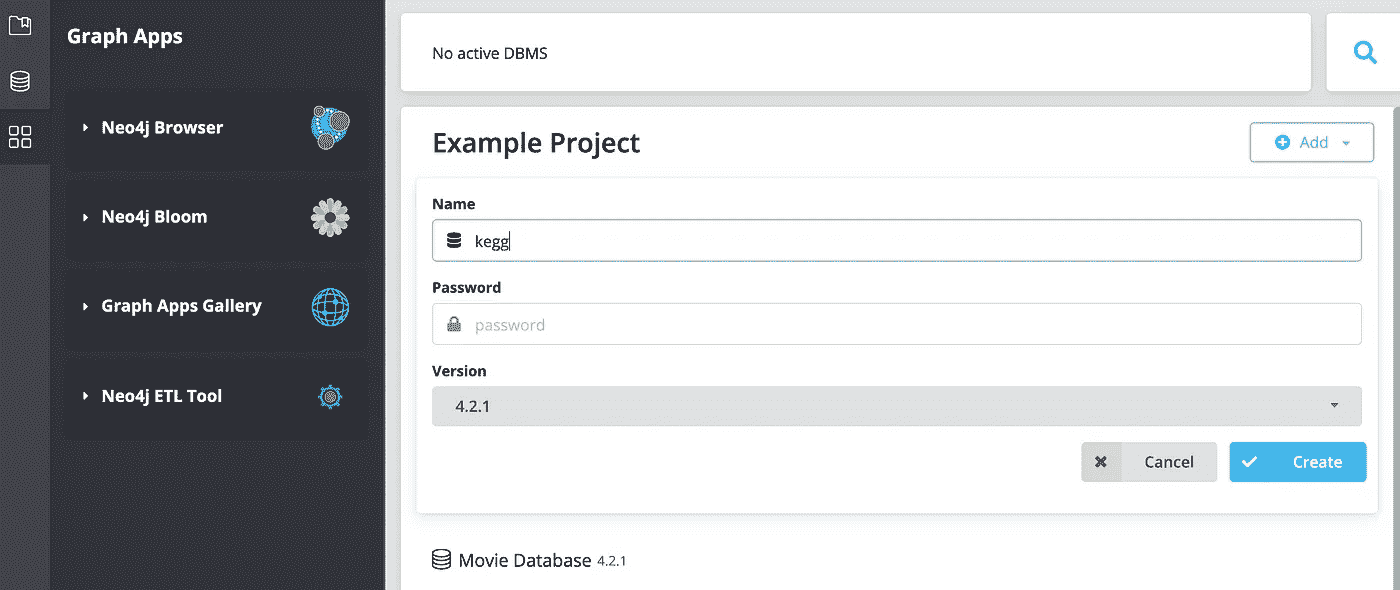 Graph Apps
Neo4j Browser
Neo4j Bloom
Graph Apps Gallery
Neo4j ETL Tool
No active DBMS
Example Project
Add
Name
kegg
Password
password
Version
4.2.1
Cancel
Create
Movie Database 4.2.1